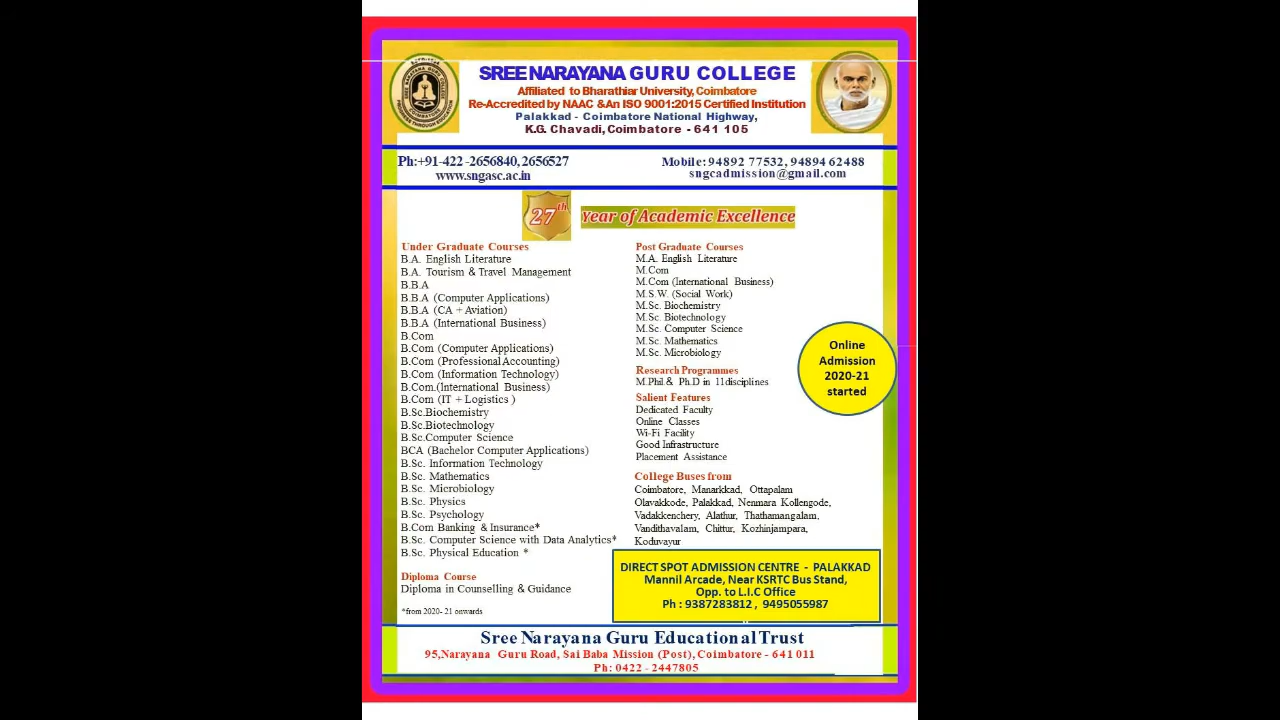 SREE NARAYANA GURU COLLEGE
Affiliated to Bharathiar University, Coimbatore
Re-Accredited by NAAC &An ISO 9001:2015 Certified Institution
Palakkad - Coimbatore National Highway,
K.G. Chavadi, Coimbatore - 641 105
Ph:+91-422 -2656840, 2656527
www.sngasc.ac.in
Mobile: 94892 77532, 94894 62488
sngcadmission@gmail.com
27th Year of Academic Excellence
Under Graduate Courses
B.A. English Literature
B.A. Tourism & Travel Management
B.B.A
B.B.A (Computer Applications)
B.B.A (CA + Aviation)
B.B.A (International Business)
B.Com
B.Com (Computer Applications)
B.Com (Professional Accounting)
B.Com (Information Technology)
B.Com.(International Business)
B.Com (IT + Logistics )
B.Sc.Biochemistry
B.Sc.Biotechnology
B.Sc.Computer Science
BCA (Bachelor Computer Applications)
B.Sc. Information Technology
B.Sc. Mathematics
B.Sc. Microbiology
B.Sc. Physics
B.Sc. Psychology
B.Com Banking & Insurance*
B.Sc. Computer Science with Data Analytics*
B.Sc. Physical Education *
Diploma Course
Diploma in Counselling & Guidance
*from 2020- 21 onwards
Post Graduate Courses
M.A. English Literature
M.Com
M.Com (International Business)
M.S.W. (Social Work)
M.Sc. Biochemistry
M.Sc. Biotechnology
M.Sc. Computer Science
M.Sc. Mathematics
M.Sc. Microbiology
Research Programmes
M.Phil & Ph.D in 11disciplines
Salient Features
Dedicated Faculty
Online Classes
Wi-Fi Facility
Good Infrastructure
Placement Assistance
College Buses from
Coimbatore, Manarkkad, Ottapalam
Olavakkode, Palakkad, Nenmara Kollengode,
Vadakkenchery, Alathur, Thathamangalam,
Vandithavalam, Chittur, Kozhinjampara,
Koduvayur
Online
Admission
2020-21
started
DIRECT SPOT ADMISSION CENTRE - PALAKKAD
Mannil Arcade, Near KSRTC Bus Stand,
Opp. to L.I.C Office
Ph : 9387283812 , 9495055987
Sree Narayana Guru Educational Trust
95,Narayana Guru Road, Sai Baba Mission (Post), Coimbatore - 641 011
Ph: 0422 - 2447805